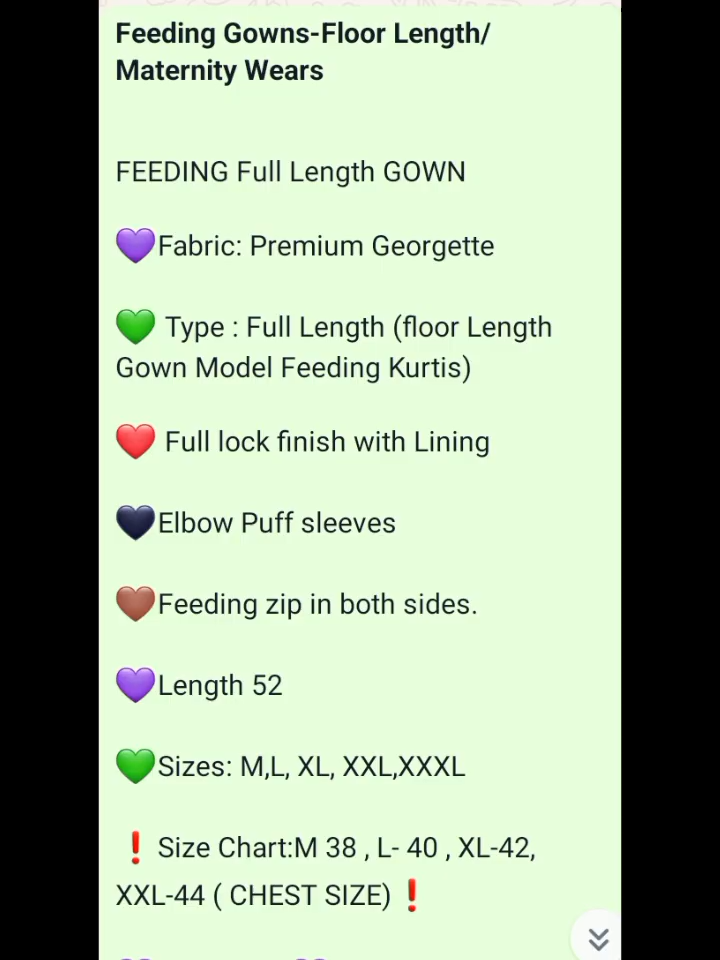 Feeding Gowns-Floor Length/
Maternity Wears
FEEDING Full Length GOWN
💜Fabric: Premium Georgette
💚 Type : Full Length (floor Length
Gown Model Feeding Kurtis)
❤️ Full lock finish with Lining
🖤Elbow Puff sleeves
🤎Feeding zip in both sides.
💜Length 52
💚Sizes: M,L, XL, XXL,XXXL
❗ Size Chart:M 38 , L- 40 , XL-42,
XXL-44 ( CHEST SIZE)❗